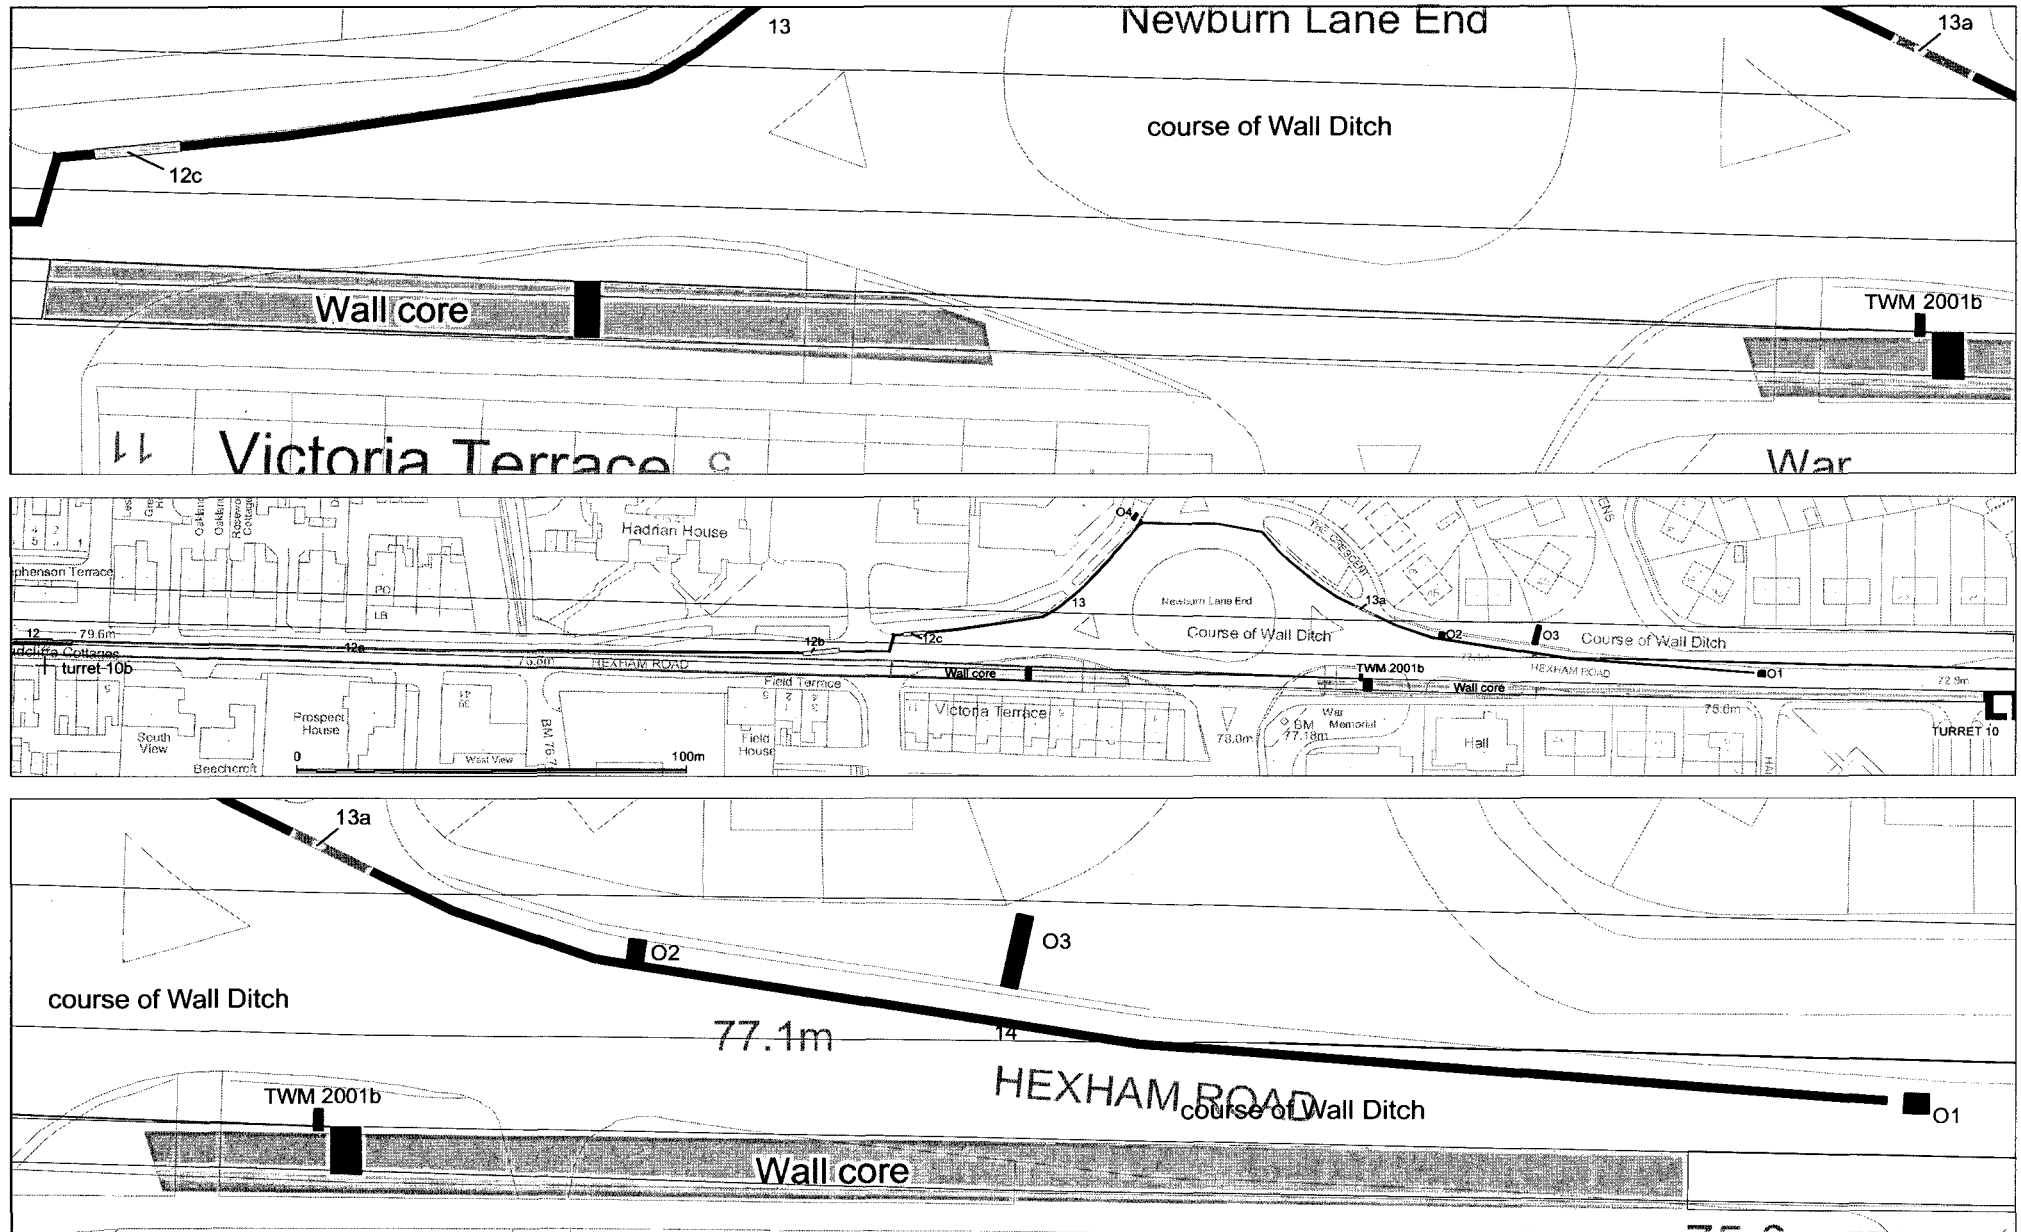 13
Newburn Lane End
13a
course of Wall Ditch
12c
Wall core
TWM 2001b
11
Victoria Terrace
War
O4
Hadrian House
THE CRESCENT
PO
LB
13
Newburn Lane End
13a
12
79.6m
12a
12b
12c
Course of Wall Ditch
O2
O3
Course of Wall Ditch
turret 10b
HEXHAM ROAD
Wall core
TWM 2001b
HEXHAM ROAD
O1
72.9m
Field Terrace
Wall core
Prospect House
South View
Beechcroft
West View
Field House
Victoria Terrace
78.0m
BM 77.18m
War Memorial
Hall
75.6m
TURRET 10
0
100m
13a
O2
O3
course of Wall Ditch
77.1m
14
HEXHAM ROAD
course of Wall Ditch
O1
TWM 2001b
Wall core